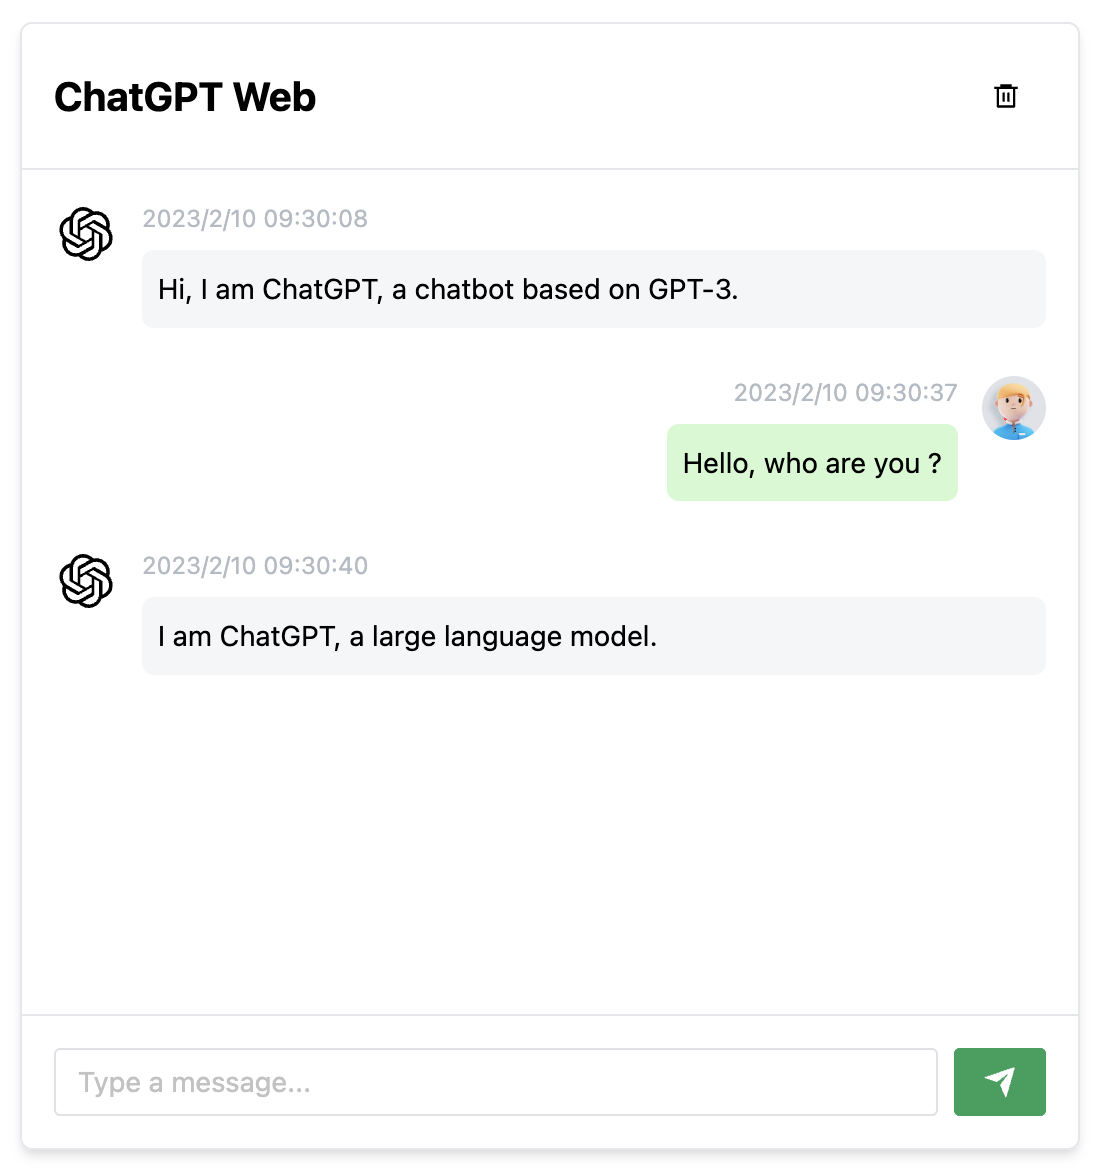 ChatGPT Web
2023/2/10 09:30:08
Hi, I am ChatGPT, a chatbot based on GPT-3.
2023/2/10 09:30:37
Hello, who are you ?
2023/2/10 09:30:40
I am ChatGPT, a large language model.
Type a message...